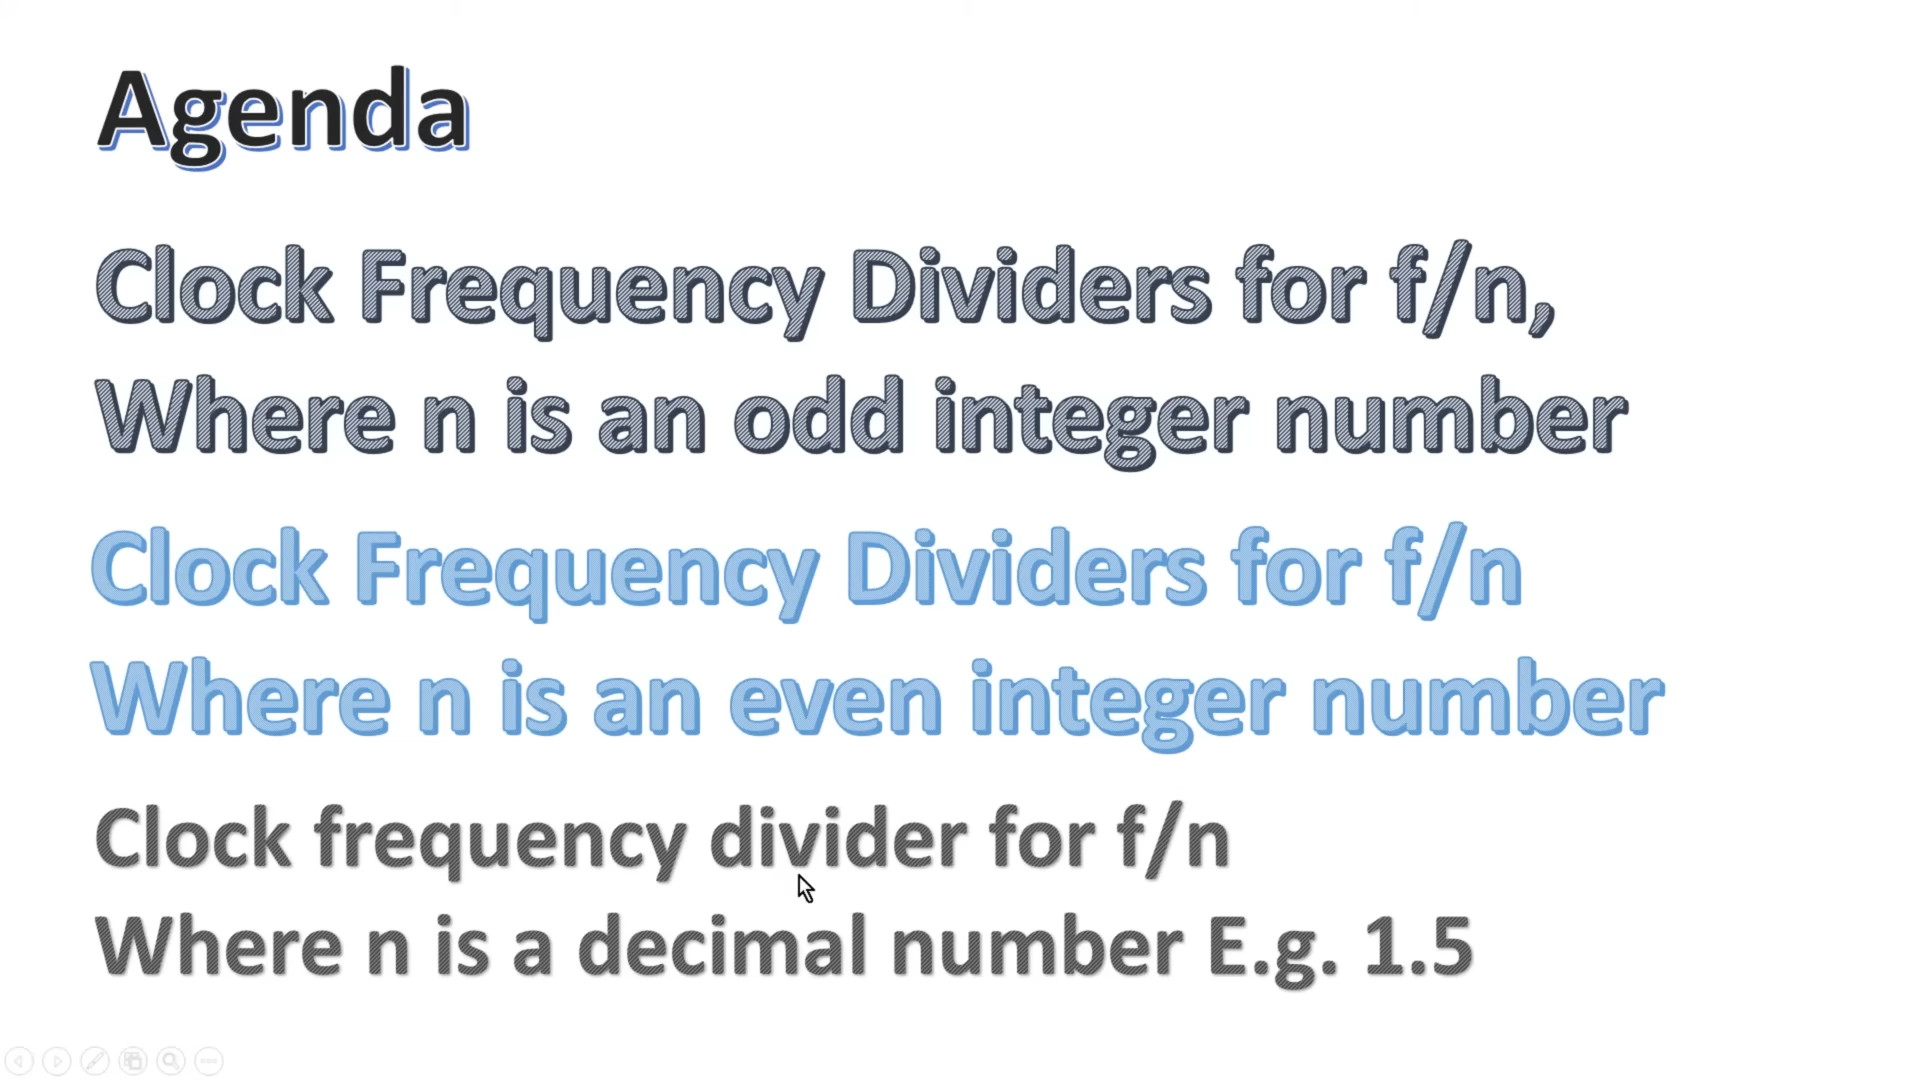 Agenda
Clock Frequency Dividers for f/n,
Where n is an odd integer number
Clock Frequency Dividers for f/n
Where n is an even integer number
Clock frequency divider for f/n
Where n is a decimal number E.g. 1.5